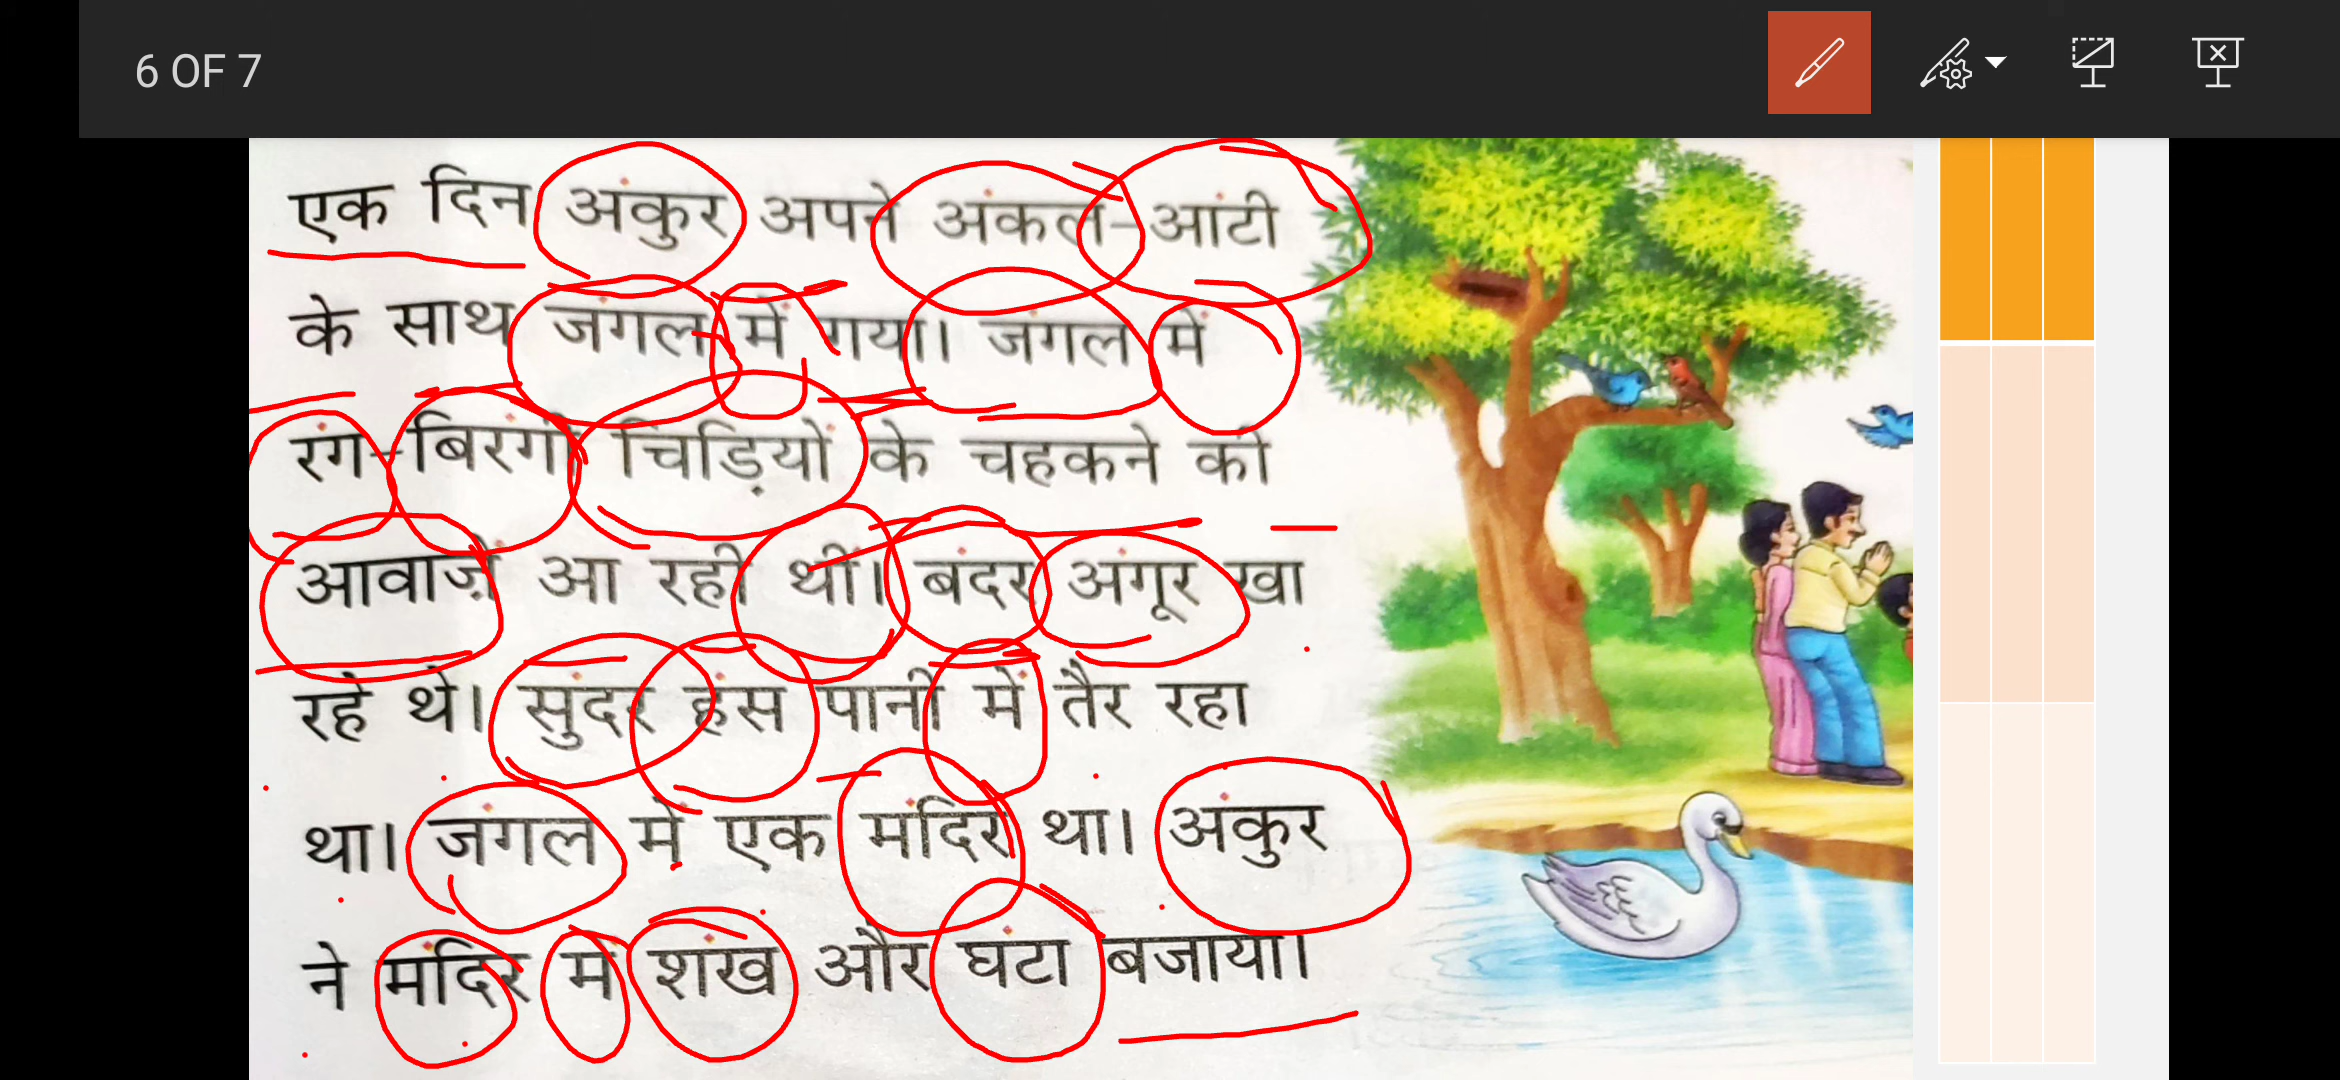 6 OF 7
एक दिन अंकुर अपने अंकल-आंटी
के साथ जंगल में गया। जंगल में
रंग-बिरंगी चिड़ियों के चहकने की
आवाज़ें आ रही थीं। बंदर अंगूर खा
रहे थे। सुंदर हंस पानी में तैर रहा
था। जंगल में एक मंदिर था। अंकुर
ने मंदिर में शंख और घंटा बजाया।